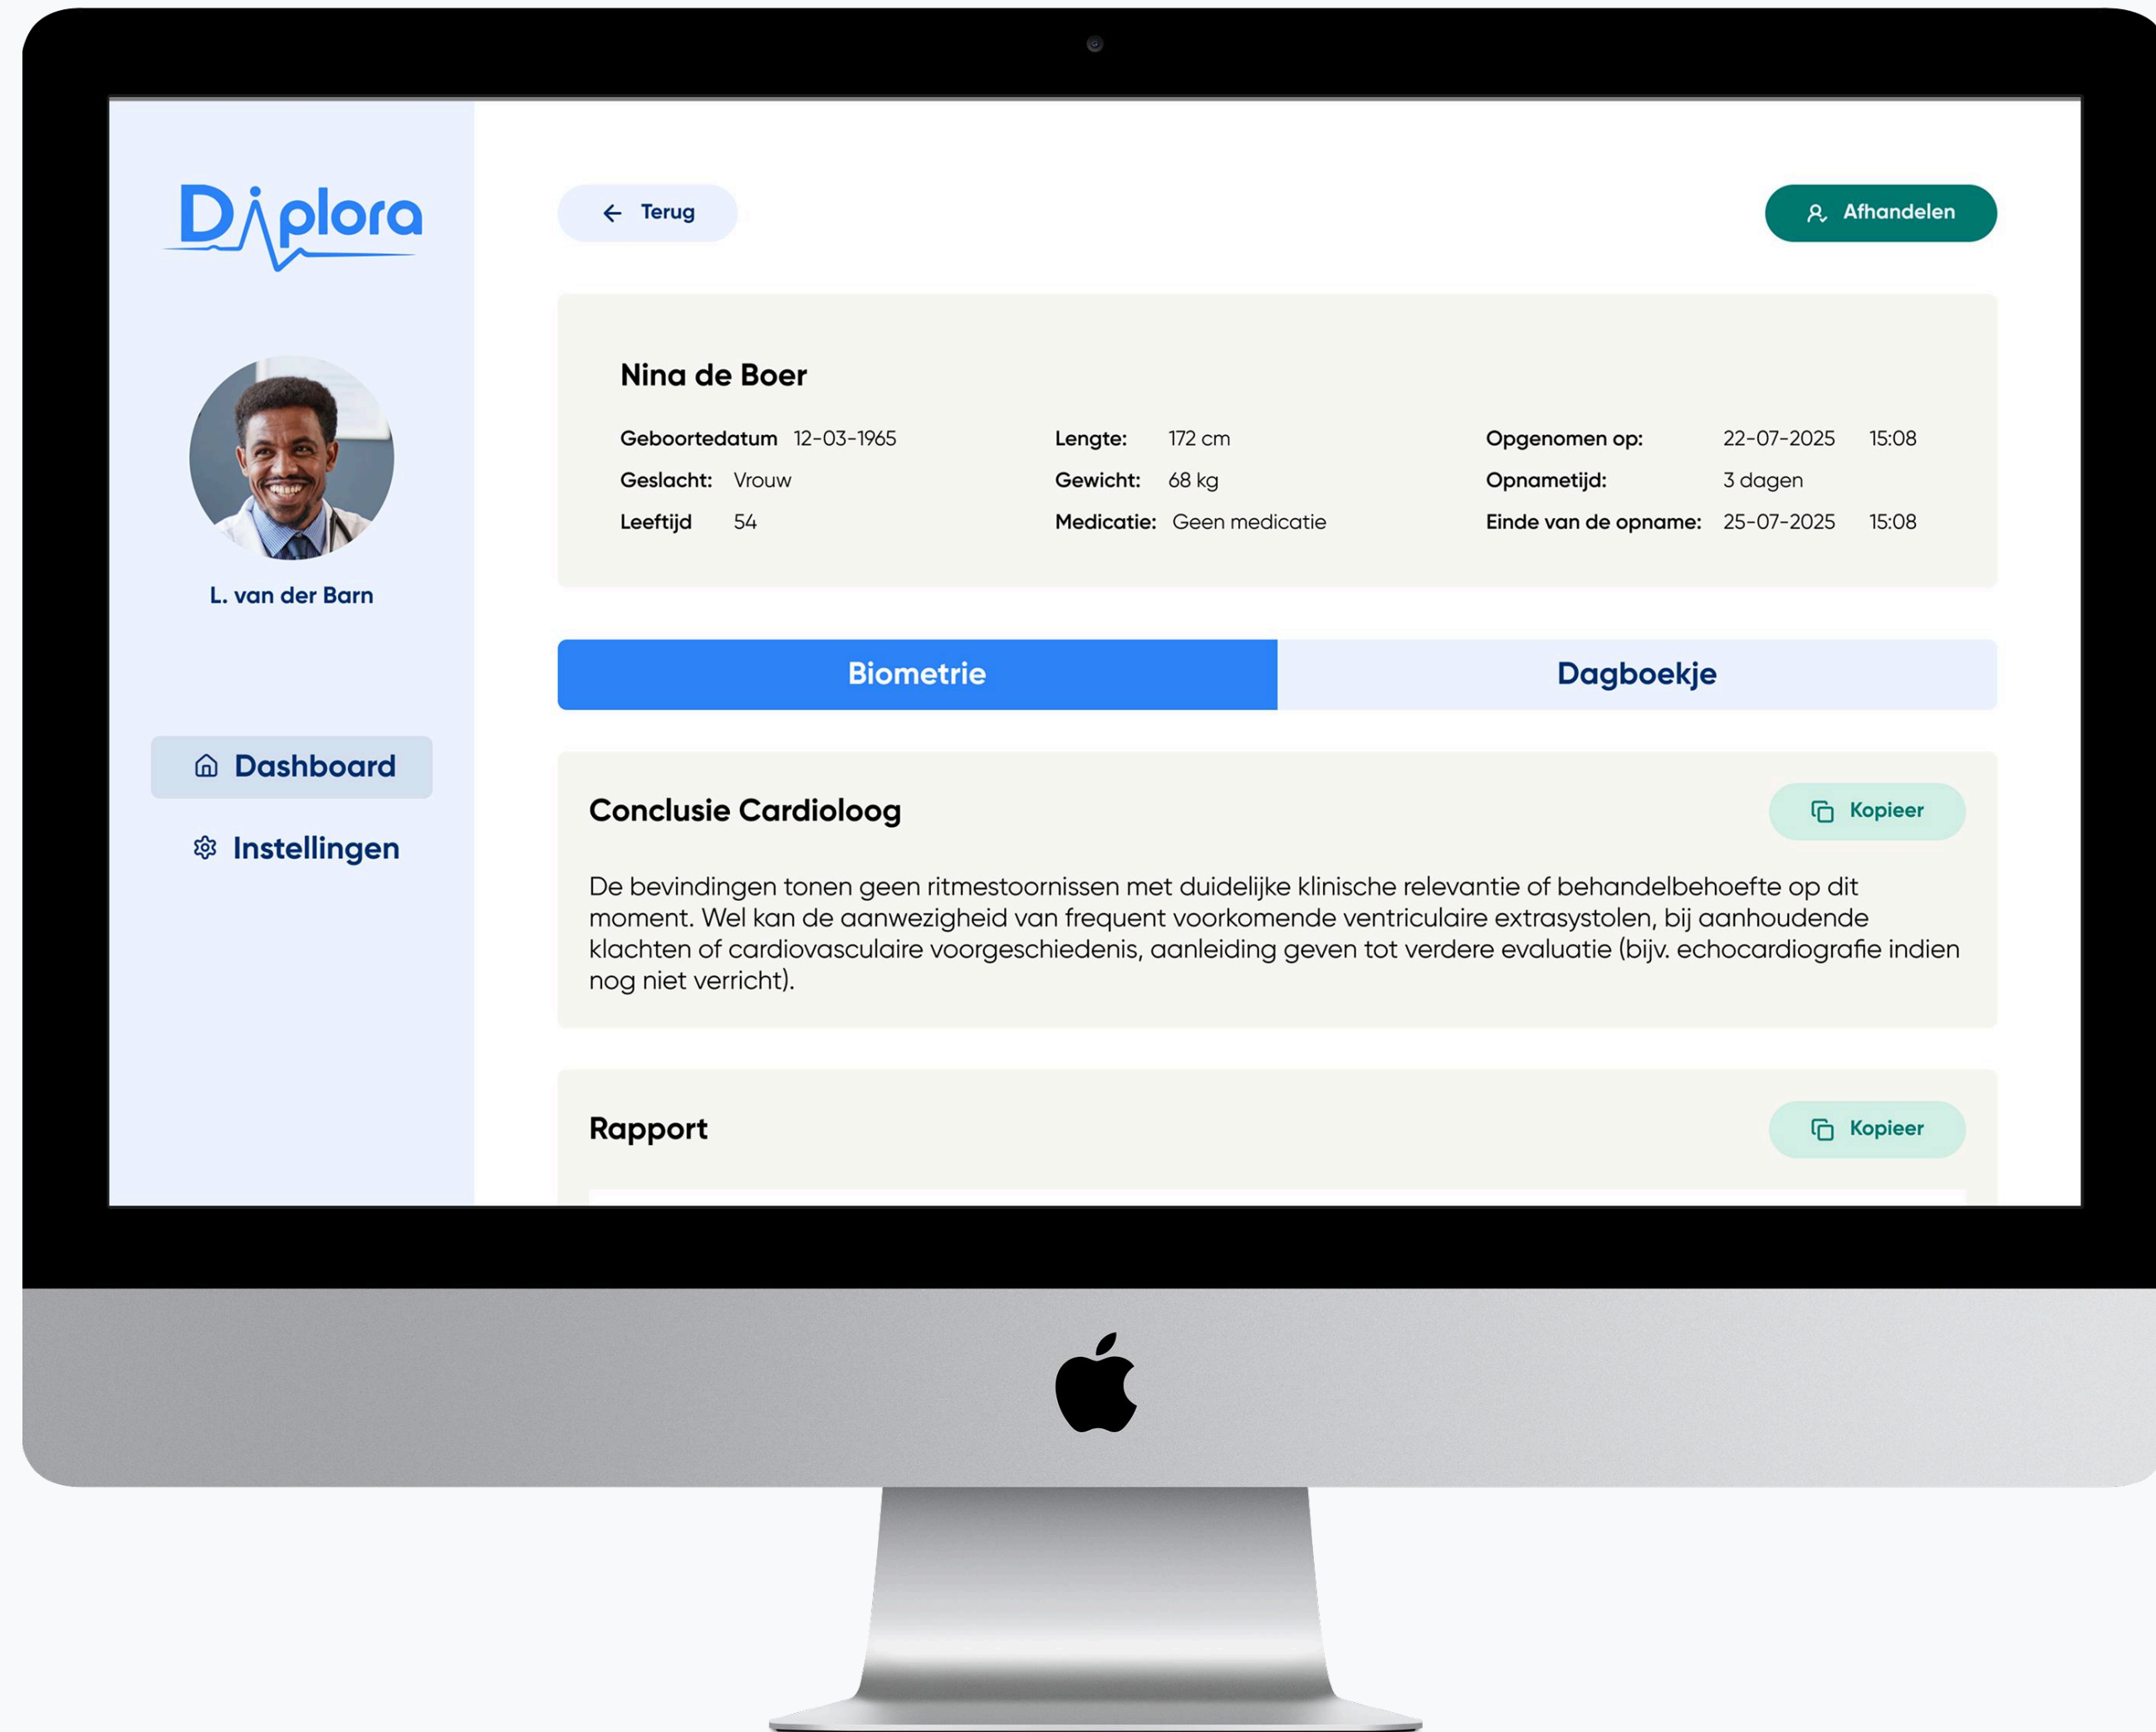 Diplora
L. van der Barn
Dashboard
Instellingen
Terug
Afhandelen
Nina de Boer
Geboortedatum 12-03-1965
Geslacht: Vrouw
Leeftijd 54
Lengte: 172 cm
Gewicht: 68 kg
Medicatie: Geen medicatie
Opgenomen op: 22-07-2025 15:08
Opnametijd: 3 dagen
Einde van de opname: 25-07-2025 15:08
Biometrie
Dagboekje
Conclusie Cardioloog
Kopieer
De bevindingen tonen geen ritmestoornissen met duidelijke klinische relevantie of behandelbehoefte op dit
moment. Wel kan de aanwezigheid van frequent voorkomende ventriculaire extrasystolen, bij aanhoudende
klachten of cardiovasculaire voorgeschiedenis, aanleiding geven tot verdere evaluatie (bijv. echocardiografie indien
nog niet verricht).
Rapport
Kopieer